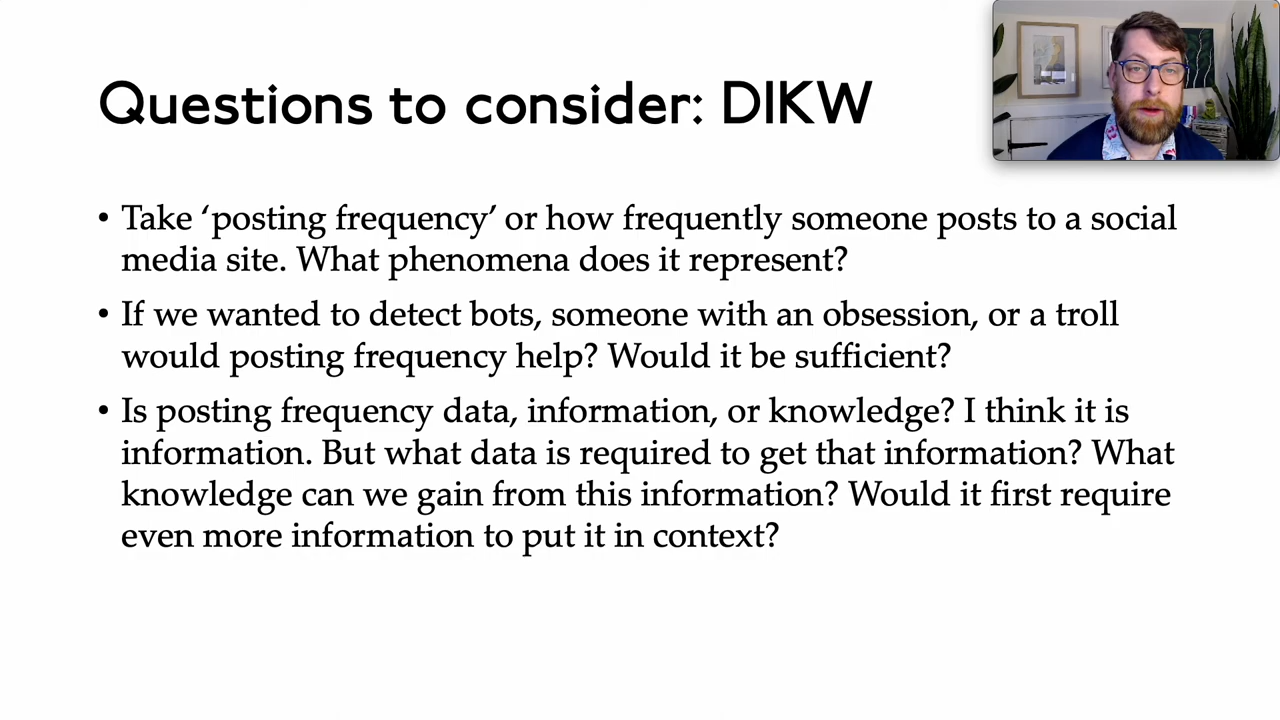 Questions to consider: DIKW
• Take ‘posting frequency’ or how frequently someone posts to a social
media site. What phenomena does it represent?
• If we wanted to detect bots, someone with an obsession, or a troll
would posting frequency help? Would it be sufficient?
• Is posting frequency data, information, or knowledge? I think it is
information. But what data is required to get that information? What
knowledge can we gain from this information? Would it first require
even more information to put it in context?